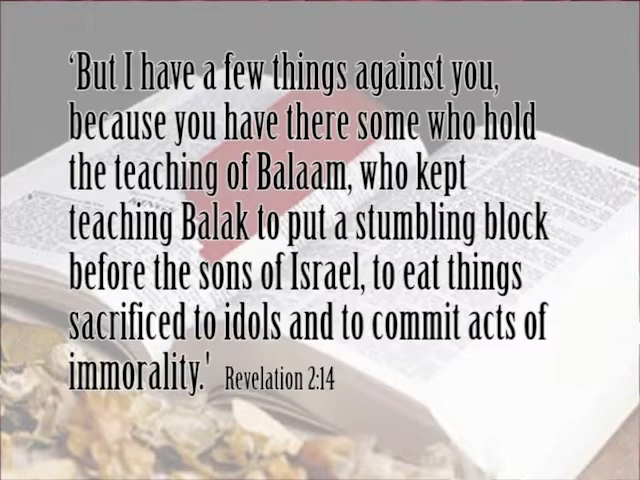 ‘But I have a few things against you,
because you have there some who hold
the teaching of Balaam, who kept
teaching Balak to put a stumbling block
before the sons of Israel, to eat things
sacrificed to idols and to commit acts of
immorality.' Revelation 2:14